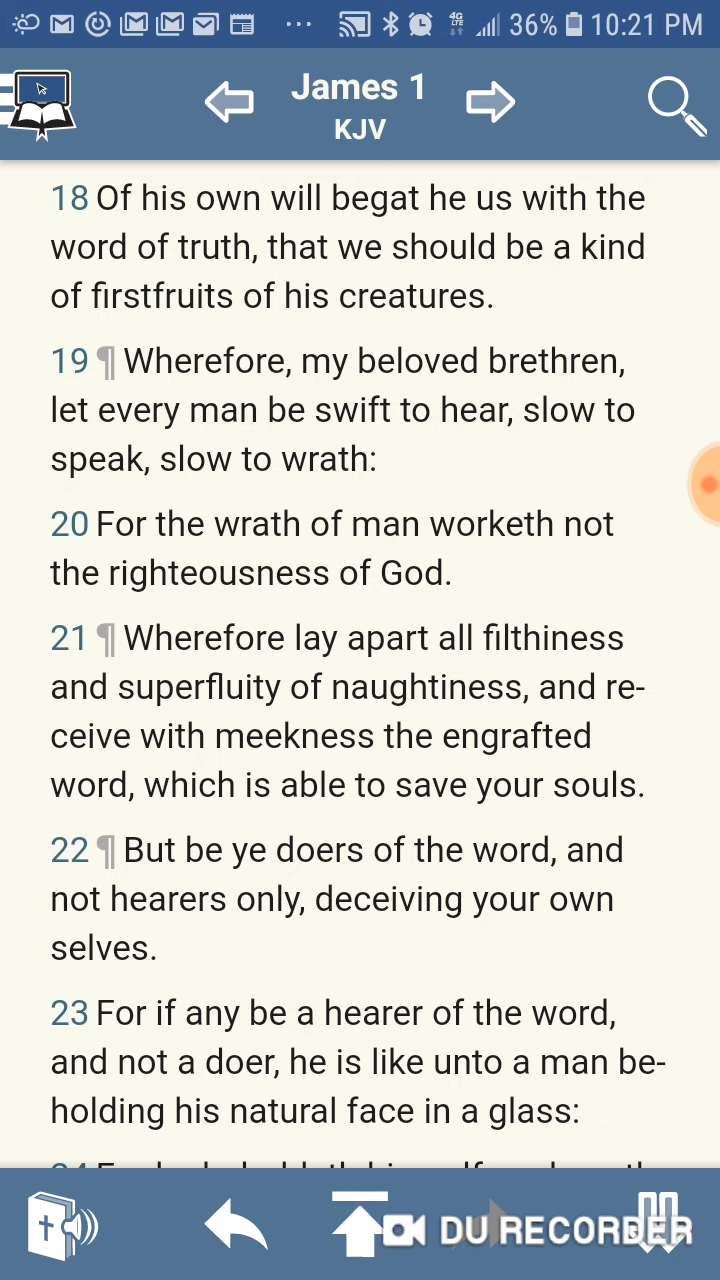 4G
LTE
36%
10:21 PM
James 1
KJV
18 Of his own will begat he us with the
word of truth, that we should be a kind
of firstfruits of his creatures.
19 ¶ Wherefore, my beloved brethren,
let every man be swift to hear, slow to
speak, slow to wrath:
20 For the wrath of man worketh not
the righteousness of God.
21 ¶ Wherefore lay apart all filthiness
and superfluity of naughtiness, and re-
ceive with meekness the engrafted
word, which is able to save your souls.
22 ¶ But be ye doers of the word, and
not hearers only, deceiving your own
selves.
23 For if any be a hearer of the word,
and not a doer, he is like unto a man be-
holding his natural face in a glass:
DU RECORDER